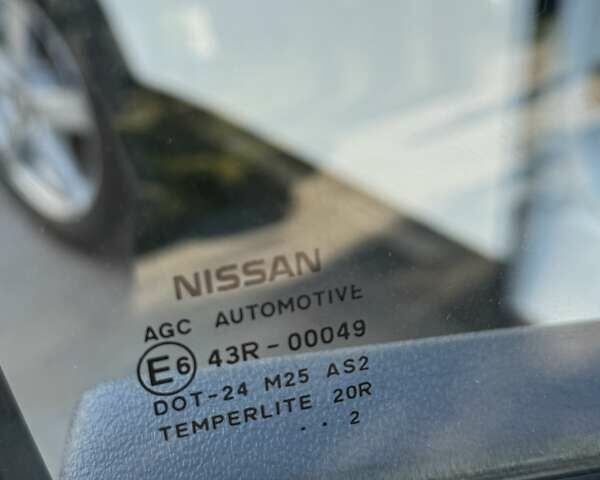 NISSAN
AGC AUTOMOTIVE
E6 43R-00049
DOT-24 M25 AS2
TEMPERLITE 20R
. . 2